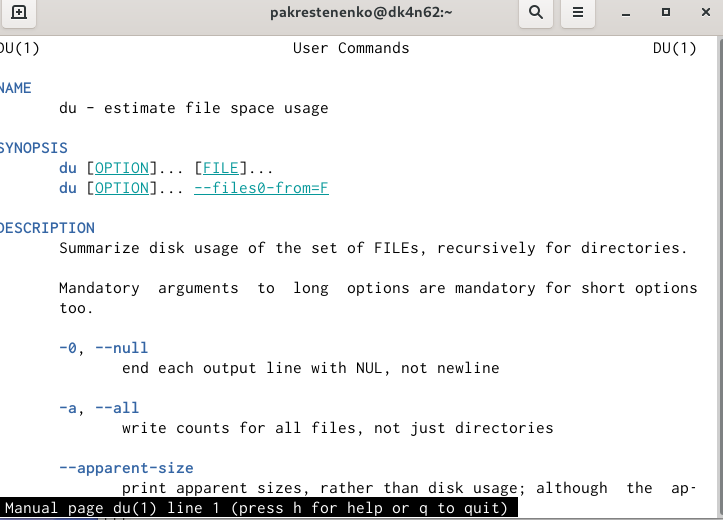 pakrestenenko@dk4n62:~
DU(1) User Commands DU(1)
NAME
du - estimate file space usage
SYNOPSIS
du [OPTION]... [FILE]...
du [OPTION]... --files0-from=F
DESCRIPTION
Summarize disk usage of the set of FILEs, recursively for directories.
Mandatory arguments to long options are mandatory for short options
too.
-0, --null
end each output line with NUL, not newline
-a, --all
write counts for all files, not just directories
--apparent-size
print apparent sizes, rather than disk usage; although the ap-
Manual page du(1) line 1 (press h for help or q to quit)